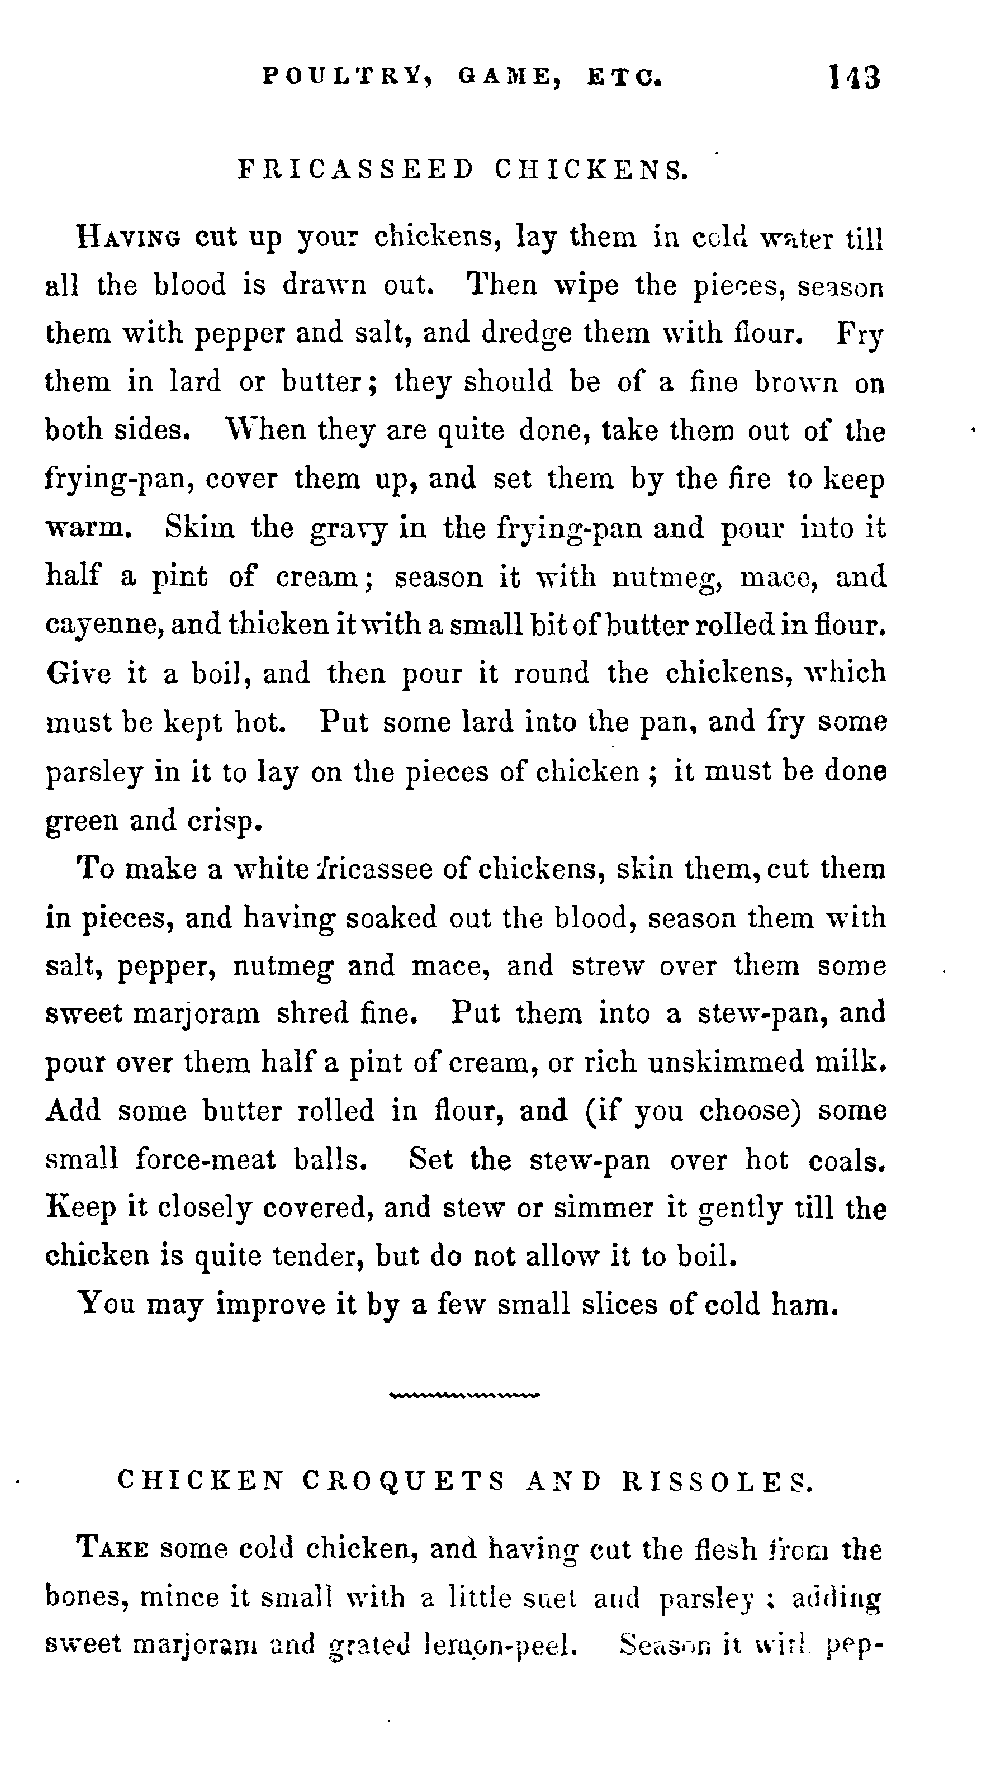 POULTRY, GAME, ETC. 143
FRICASSEED CHICKENS.
HAVING cut up your chickens, lay them in cold water till
all the blood is drawn out. Then wipe the pieces, season
them with pepper and salt, and dredge them with flour. Fry
them in lard or butter; they should be of a fine brown on
both sides. When they are quite done, take them out of the
frying-pan, cover them up, and set them by the fire to keep
warm. Skim the gravy in the frying-pan and pour into it
half a pint of cream; season it with nutmeg, mace, and
cayenne, and thicken it with a small bit of butter rolled in flour.
Give it a boil, and then pour it round the chickens, which
must be kept hot. Put some lard into the pan, and fry some
parsley in it to lay on the pieces of chicken; it must be done
green and crisp.
To make a white fricassee of chickens, skin them, cut them
in pieces, and having soaked out the blood, season them with
salt, pepper, nutmeg and mace, and strew over them some
sweet marjoram shred fine. Put them into a stew-pan, and
pour over them half a pint of cream, or rich unskimmed milk.
Add some butter rolled in flour, and (if you choose) some
small force-meat balls. Set the stew-pan over hot coals.
Keep it closely covered, and stew or simmer it gently till the
chicken is quite tender, but do not allow it to boil.
You may improve it by a few small slices of cold ham.
CHICKEN CROQUETS AND RISSOLES.
TAKE some cold chicken, and having cut the flesh from the
bones, mince it small with a little suet and parsley; adding
sweet marjoram and grated lemon-peel. Season it with pep-